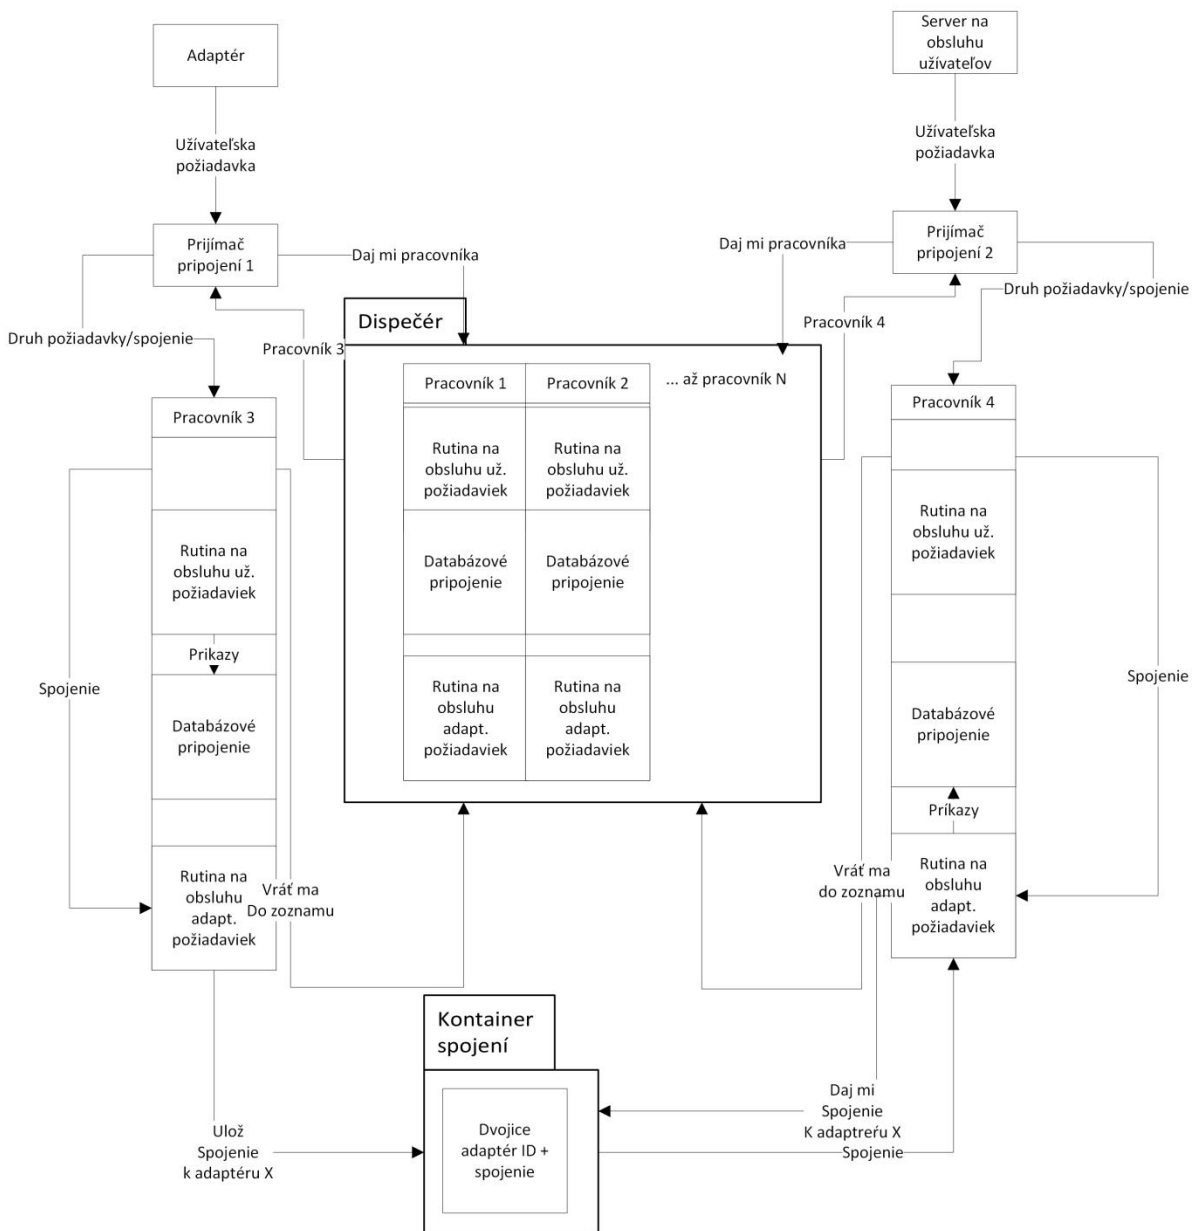 Adaptér
Server na
obsluhu
užívateľov
Užívateľska
požiadavka
Užívateľska
požiadavka
Prijímač
pripojení 1
Daj mi pracovníka
Daj mi pracovníka
Prijímač
pripojení 2
Druh požiadavky/spojenie
Druh požiadavky/spojenie
Dispečér
Pracovník 3
Pracovník 4
Pracovník 1
Pracovník 2
... až pracovník N
Rutina na
obsluhu už.
požiadaviek
Rutina na
obsluhu už.
požiadaviek
Databázové
pripojenie
Databázové
pripojenie
Rutina na
obsluhu
adapt.
požiadaviek
Rutina na
obsluhu
adapt.
požiadaviek
Pracovník 3
Rutina na
obsluhu už.
požiadaviek
Prikazy
Databázové
pripojenie
Rutina na
obsluhu
adapt.
požiadaviek
Spojenie
Vráť ma
Do zoznamu
Pracovník 4
Rutina na
obsluhu už.
požiadaviek
Databázové
pripojenie
Príkazy
Rutina na
obsluhu
adapt.
požiadaviek
Spojenie
Vráť ma
do zoznamu
Kontainer
spojení
Dvojice
adaptér ID +
spojenie
Ulož
Spojenie
k adaptéru X
Daj mi
Spojenie
K adaptreŕu X
Spojenie